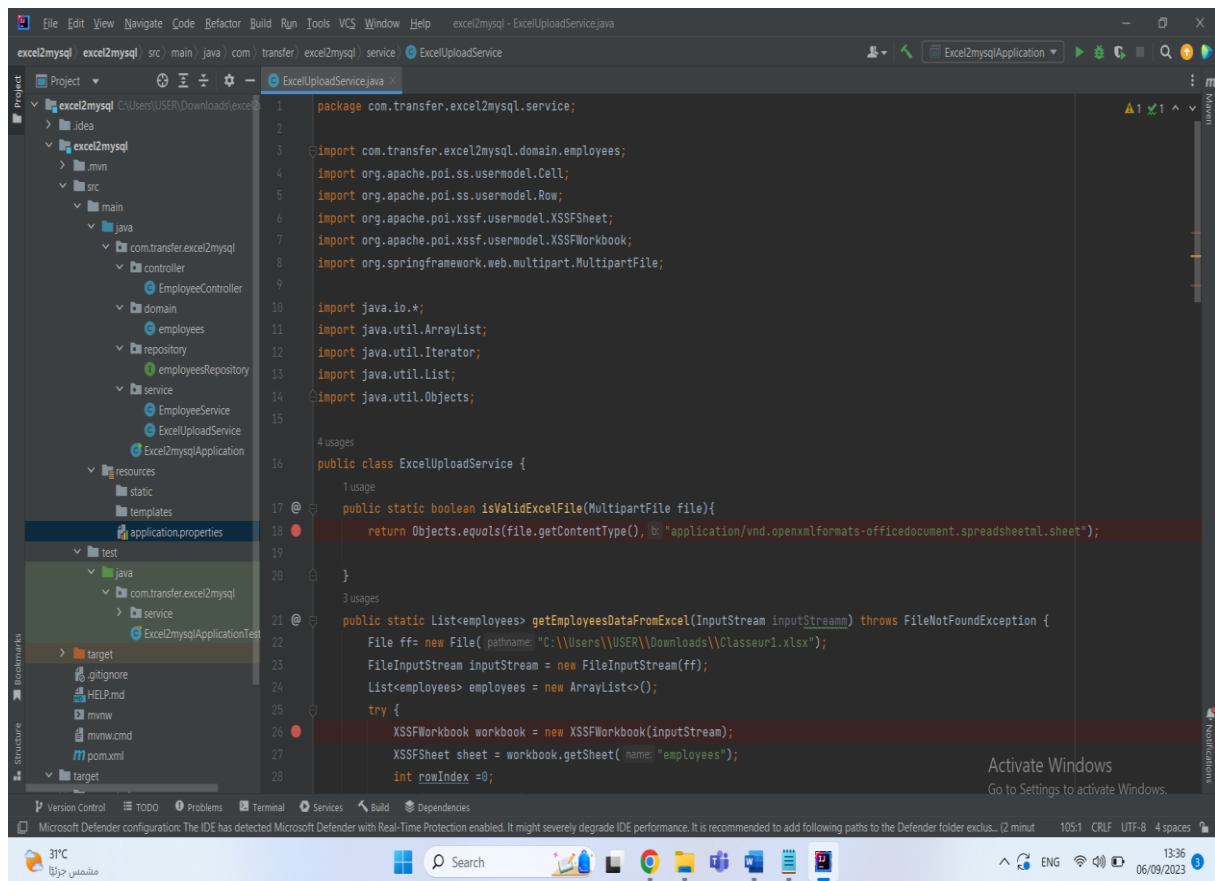 File Edit View Navigate Code Refactor Build Run Tools VCS Window Help excel2mysql - ExcelUploadService.java
excel2mysql excel2mysql src main java com transfer excel2mysql service ExcelUploadService
Excel2mysqlApplication
Project
ExcelUploadService.java
Project
Bookmarks
Structure
Maven
Notifications
excel2mysql C:\Users\USER\Downloads\excel2
.idea
excel2mysql
.mvn
src
main
java
com.transfer.excel2mysql
controller
EmployeeController
domain
employees
repository
employeesRepository
service
EmployeeService
ExcelUploadService
Excel2mysqlApplication
resources
static
templates
application.properties
test
java
com.transfer.excel2mysql
service
Excel2mysqlApplicationTest
target
.gitignore
HELP.md
mvnw
mvnw.cmd
pom.xml
target
1 1
1 package com.transfer.excel2mysql.service;
2
3 import com.transfer.excel2mysql.domain.employees;
4 import org.apache.poi.ss.usermodel.Cell;
5 import org.apache.poi.ss.usermodel.Row;
6 import org.apache.poi.xssf.usermodel.XSSFSheet;
7 import org.apache.poi.xssf.usermodel.XSSFWorkbook;
8 import org.springframework.web.multipart.MultipartFile;
9
10 import java.io.*;
11 import java.util.ArrayList;
12 import java.util.Iterator;
13 import java.util.List;
14 import java.util.Objects;
15
4 usages
16 public class ExcelUploadService {
1 usage
17 @ public static boolean isValidExcelFile(MultipartFile file){
18 return Objects.equals(file.getContentType(), b: "application/vnd.openxmlformats-officedocument.spreadsheetml.sheet");
19
20 }
3 usages
21 @ public static List<employees> getEmployeesDataFromExcel(InputStream inputStreamm) throws FileNotFoundException {
22 File ff= new File( pathname: "C:\\Users\\USER\\Downloads\\Classeur1.xlsx");
23 FileInputStream inputStream = new FileInputStream(ff);
24 List<employees> employees = new ArrayList<>();
25 try {
26 XSSFWorkbook workbook = new XSSFWorkbook(inputStream);
27 XSSFSheet sheet = workbook.getSheet( name: "employees");
28 int rowIndex =0;
Activate Windows
Go to Settings to activate Windows.
Version Control TODO Problems Terminal Services Build Dependencies
Microsoft Defender configuration: The IDE has detected Microsoft Defender with Real-Time Protection enabled. It might severely degrade IDE performance. It is recommended to add following paths to the Defender folder exclus... (2 minut 105:1 CRLF UTF-8 4 spaces
31°C
مشمس جزئيًا
Search
ENG
13:36
06/09/2023
3